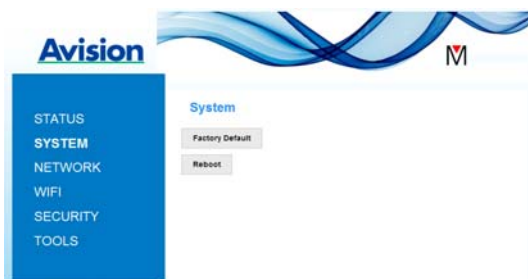 Avision
M
STATUS
SYSTEM
NETWORK
WIFI
SECURITY
TOOLS
System
Factory Default
Reboot